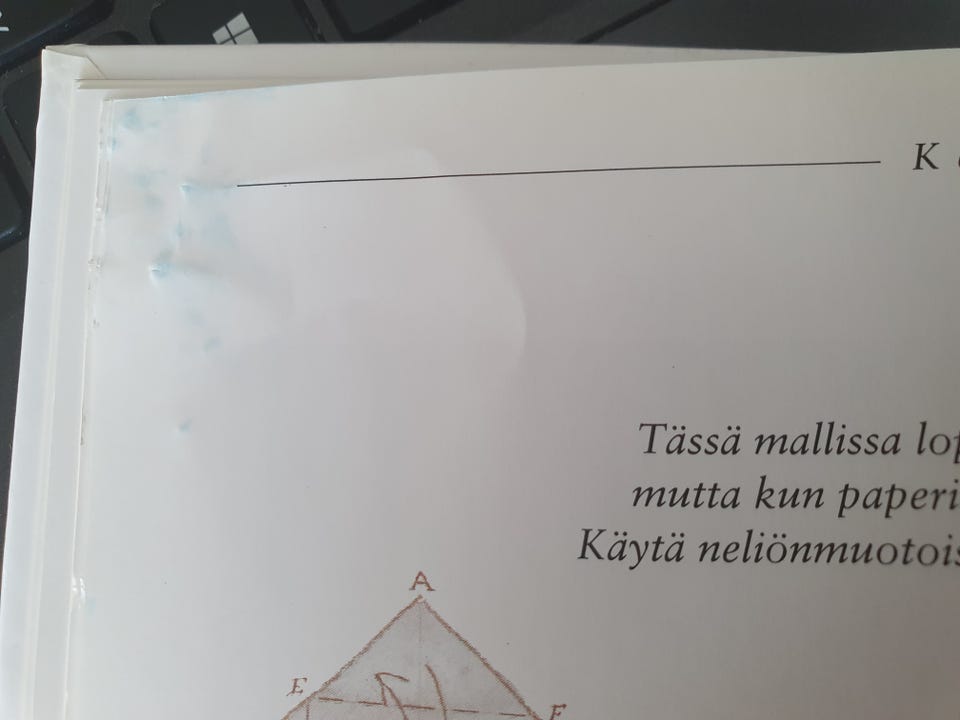 K
Tässä mallissa
mutta kun
Käytä
A
E
F